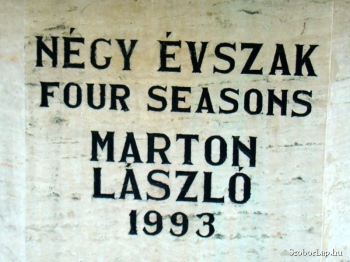 NÉGY ÉVSZAK
FOUR SEASONS
MARTON
LÁSZLÓ
1993
SzoborLap.hu